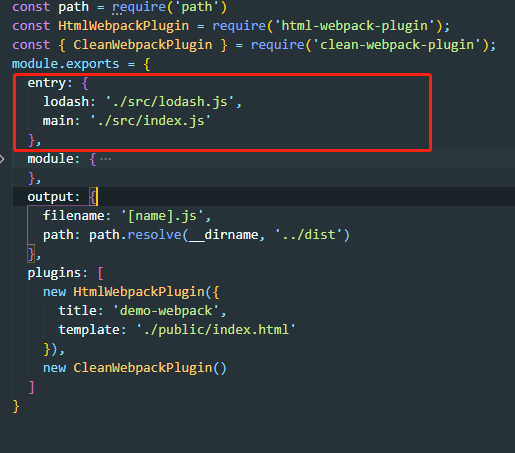 const path = require('path')
const HtmlWebpackPlugin = require('html-webpack-plugin');
const { CleanWebpackPlugin } = require('clean-webpack-plugin');
module.exports = {
  entry: {
    lodash: './src/lodash.js',
    main: './src/index.js'
  },
  module: { ···
  },
  output: {
    filename: '[name].js',
    path: path.resolve(__dirname, '../dist')
  },
  plugins: [
    new HtmlWebpackPlugin({
      title: 'demo-webpack',
      template: './public/index.html'
    }),
    new CleanWebpackPlugin()
  ]
}